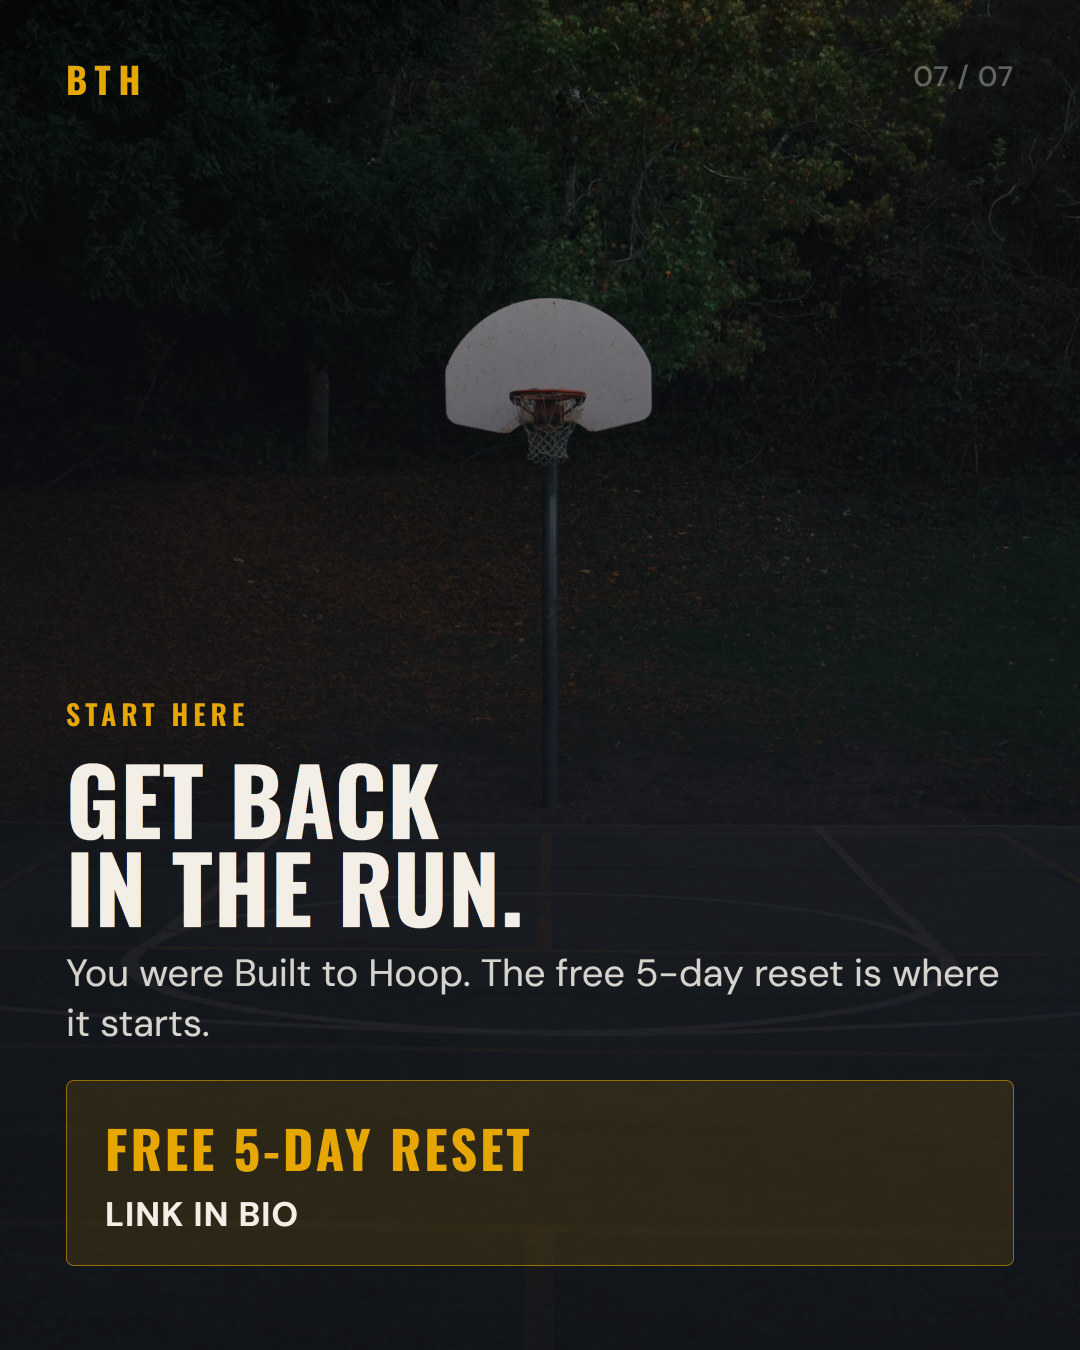 BTH
07 / 07
START HERE
GET BACK
IN THE RUN.
You were Built to Hoop. The free 5-day reset is where
it starts.
FREE 5-DAY RESET
LINK IN BIO